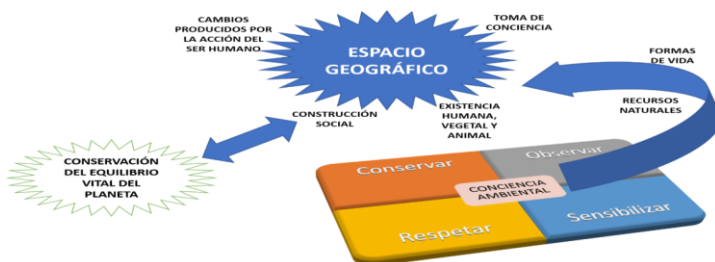 CAMBIOS
PRODUCIDOS POR
LA ACCIÓN DEL
SER HUMANO
TOMA DE
CONCIENCIA
ESPACIO
GEOGRÁFICO
FORMAS
DE VIDA
RECURSOS
NATURALES
CONSTRUCCIÓN
SOCIAL
EXISTENCIA
HUMANA,
VEGETAL Y
ANIMAL
CONSERVACIÓN
DEL EQUILIBRIO
VITAL DEL
PLANETA
Conservar
Observar
CONCIENCIA
AMBIENTAL
Respetar
Sensibilizar